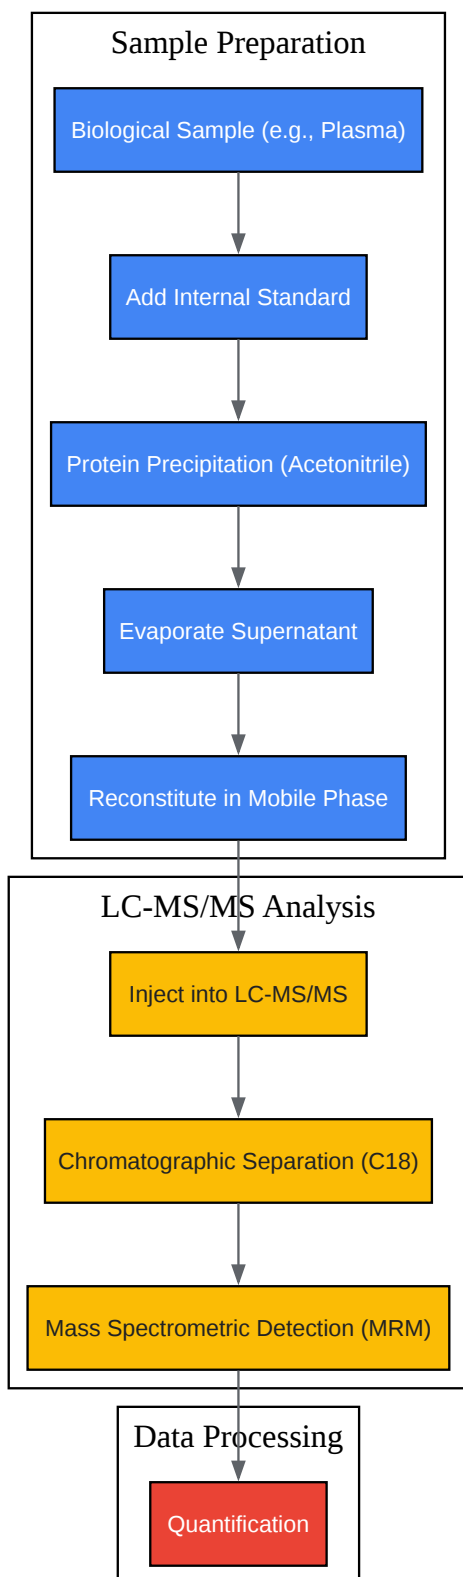 Sample Preparation
Biological Sample (e.g., Plasma)
Add Internal Standard
Protein Precipitation (Acetonitrile)
Evaporate Supernatant
Reconstitute in Mobile Phase
LC-MS/MS Analysis
Inject into LC-MS/MS
Chromatographic Separation (C18)
Mass Spectrometric Detection (MRM)
Data Processing
Quantification